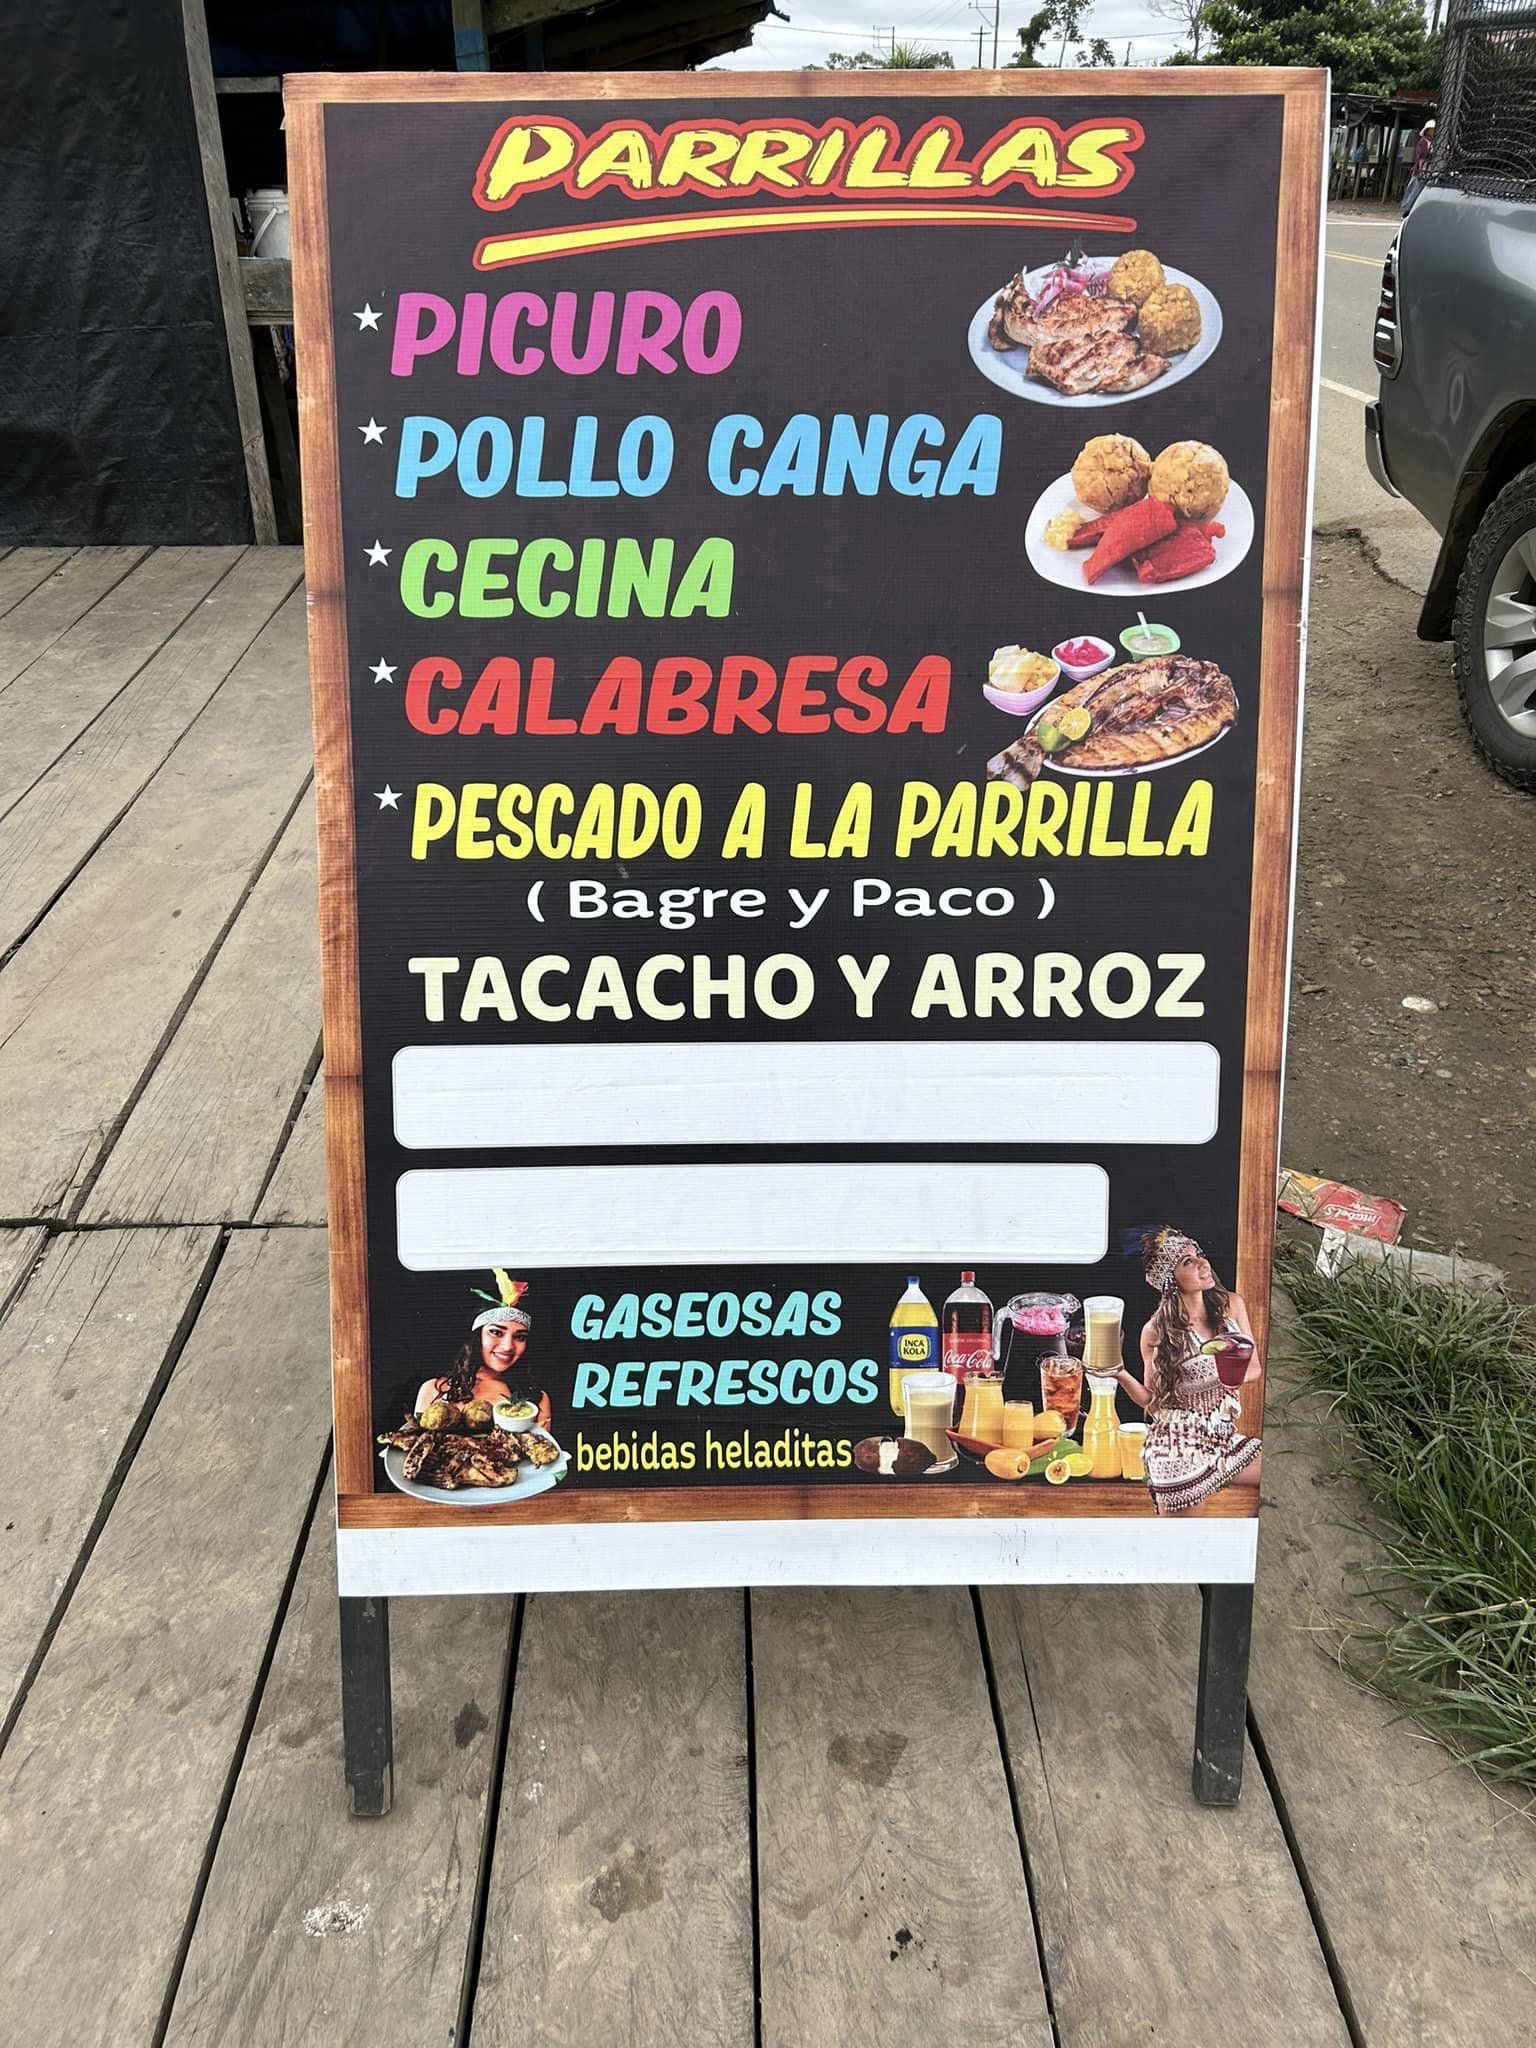 PARRILLAS
PICURO
POLLO CANGA
CECINA
CALABRESA
PESCADO A LA PARRILLA
( Bagre y Paco )
TACACHO Y ARROZ
GASEOSAS
REFRESCOS
bebidas heladitas
INCA
KOLA
Coca-Cola